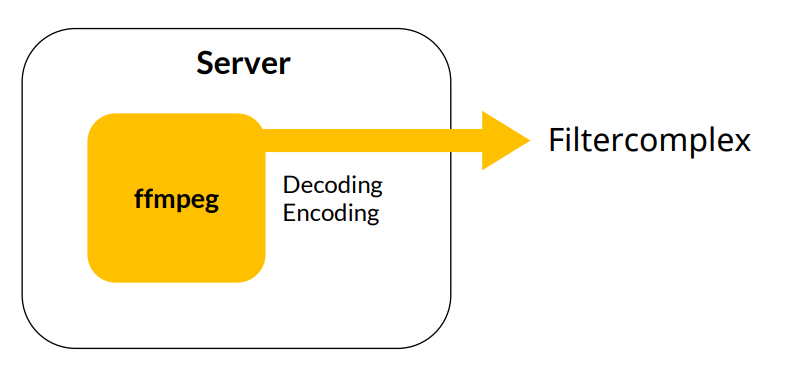 Server
Filtercomplex
ffmpeg
Decoding
Encoding